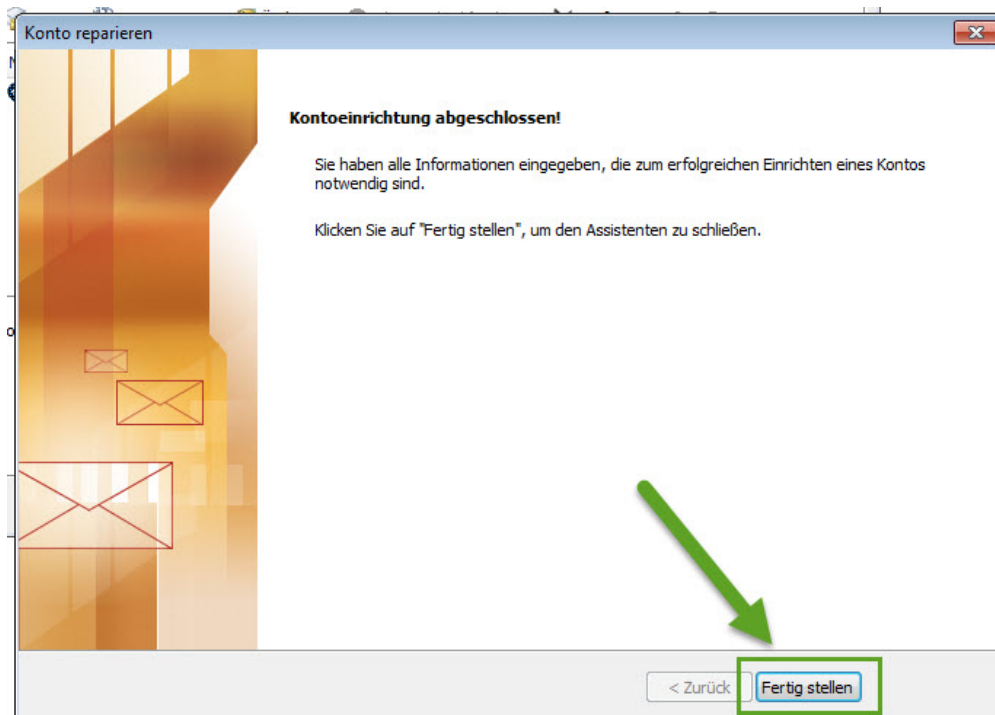 Konto reparieren
Kontoeinrichtung abgeschlossen!
Sie haben alle Informationen eingegeben, die zum erfolgreichen Einrichten eines Kontos
notwendig sind.
Klicken Sie auf "Fertig stellen", um den Assistenten zu schließen.
< Zurück
Fertig stellen